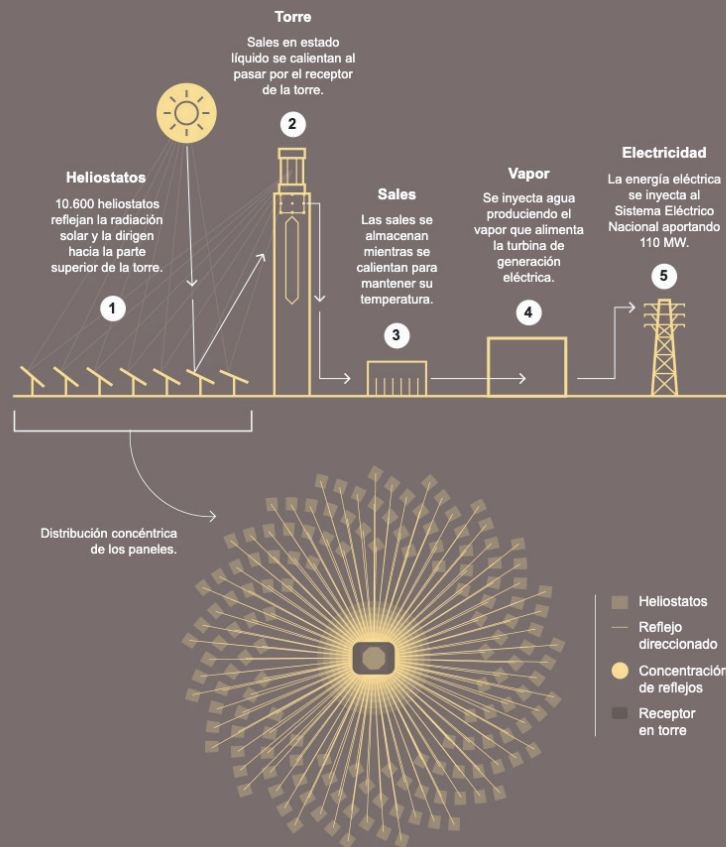 Torre
Sales en estado
líquido se calientan al
pasar por el receptor
de la torre.
2
Heliostatos
10.600 heliostatos
reflejan la radiación
solar y la dirigen
hacia la parte
superior de la torre.
1
Sales
Las sales se
almacenan mientras se
calientan para
mantener su
temperatura.
3
Vapor
Se inyecta agua
produciendo el
vapor que alimenta
la turbina de
generación
eléctrica.
4
Electricidad
La energía eléctrica
se inyecta al
Sistema Eléctrico
Nacional aportando
110 MW.
5
Distribución concéntrica
de los paneles.
Heliostatos
Reflejo
direccionado
Concentración
de reflejos
Receptor
en torre